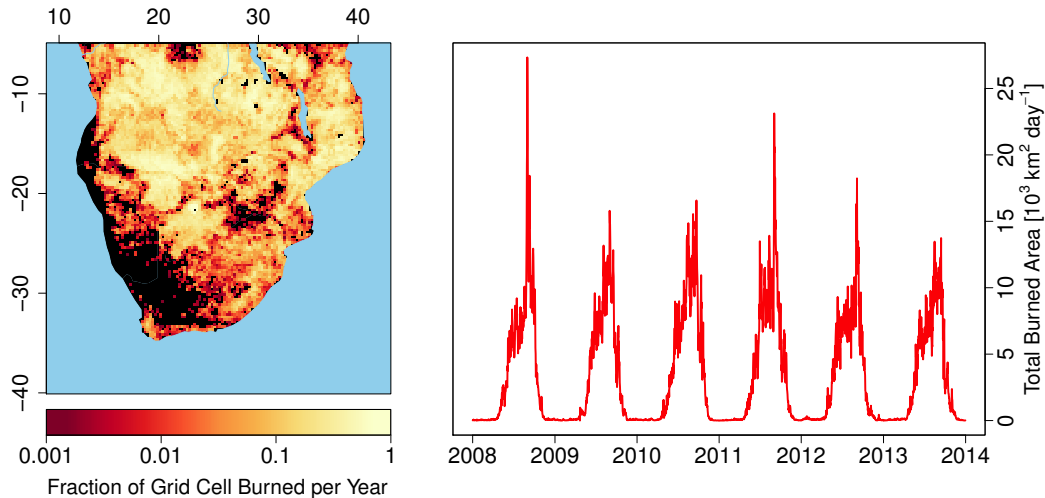 10 20 30 40
−10
−20
−30
−40
0.001 0.01 0.1 1
Fraction of Grid Cell Burned per Year
25
20
15
10
5
0
Total Burned Area [10³ km² day⁻¹]
2008 2009 2010 2011 2012 2013 2014